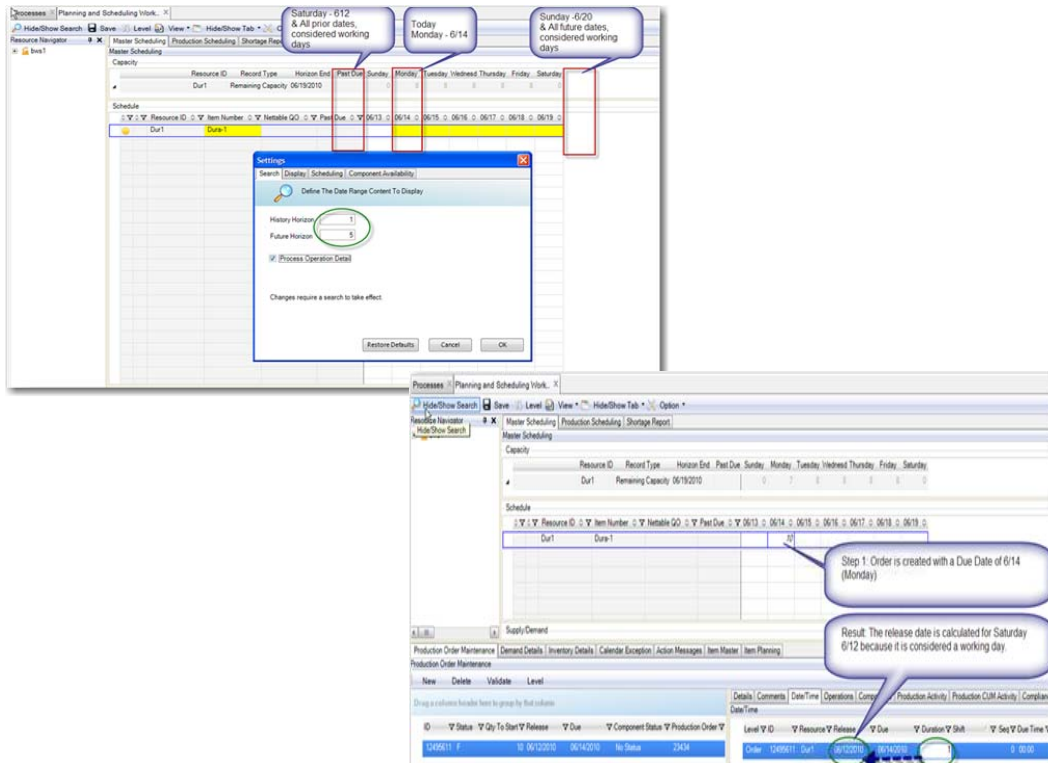 Processes Planning and Scheduling Work..
Hide/Show Search Save Level View Hide/Show Tab
Resource Navigator
bws1
Master Scheduling Production Scheduling Shortage Rep
Master Scheduling
Capacity
Resource ID Record Type Horizon End Past Due Sunday Monday Tuesday Wednesd Thursday Friday Saturday
Dur1 Remaining Capacity 06/19/2010
Schedule
Resource ID Item Number Nettable QO Past Due 06/13 06/14 06/15 06/16 06/17 06/18 06/19
Dur1 Dura-1
Saturday - 612
& All prior dates,
considered working
days
Today
Monday - 6/14
Sunday -6/20
& All future dates,
considered working
days
Settings
Search Display Scheduling Component Availability
Define The Date Range Content To Display
History Horizon 1
Future Horizon 5
Process Operation Detail
Changes require a search to take effect.
Restore Defaults Cancel OK
Processes Planning and Scheduling Work.. X
Hide/Show Search Save Level View Hide/Show Tab Option
Resource Navigator
Hide/Show Search
Master Scheduling Production Scheduling Shortage Report
Master Scheduling
Capacity
Resource ID Record Type Horizon End Past Due Sunday Monday Tuesday Wednesd Thursday Friday Saturday
Dur1 Remaining Capacity 06/19/2010 0 7 8 8 8 8 0
Schedule
Resource ID Item Number Nettable QO Past Due 06/13 06/14 06/15 06/16 06/17 06/18 06/19
Dur1 Dura-1 10
Step 1: Order is created with a Due Date of 6/14
(Monday)
Supply/Demand
Result: The release date is calculated for Saturday
6/12 because it is considered a working day.
Production Order Maintenance Demand Details Inventory Details Calendar Exception Action Messages Item Master Item Planning
Production Order Maintenance
New Delete Validate Level
Drag a column header here to group by that column
Details Comments Date/Time Operations Comp Production Activity Production CUM Activity Complianc
Date/Time
ID Status Qty To Start Release Due Component Status Production Order
12495611 F 10 06/12/2010 06/14/2010 No Status 23434
Level ID Resource Release Due Duration Shift Seq Due Time
Order 12495611 Dur1 06/12/2010 06/14/2010 1 0 00:00